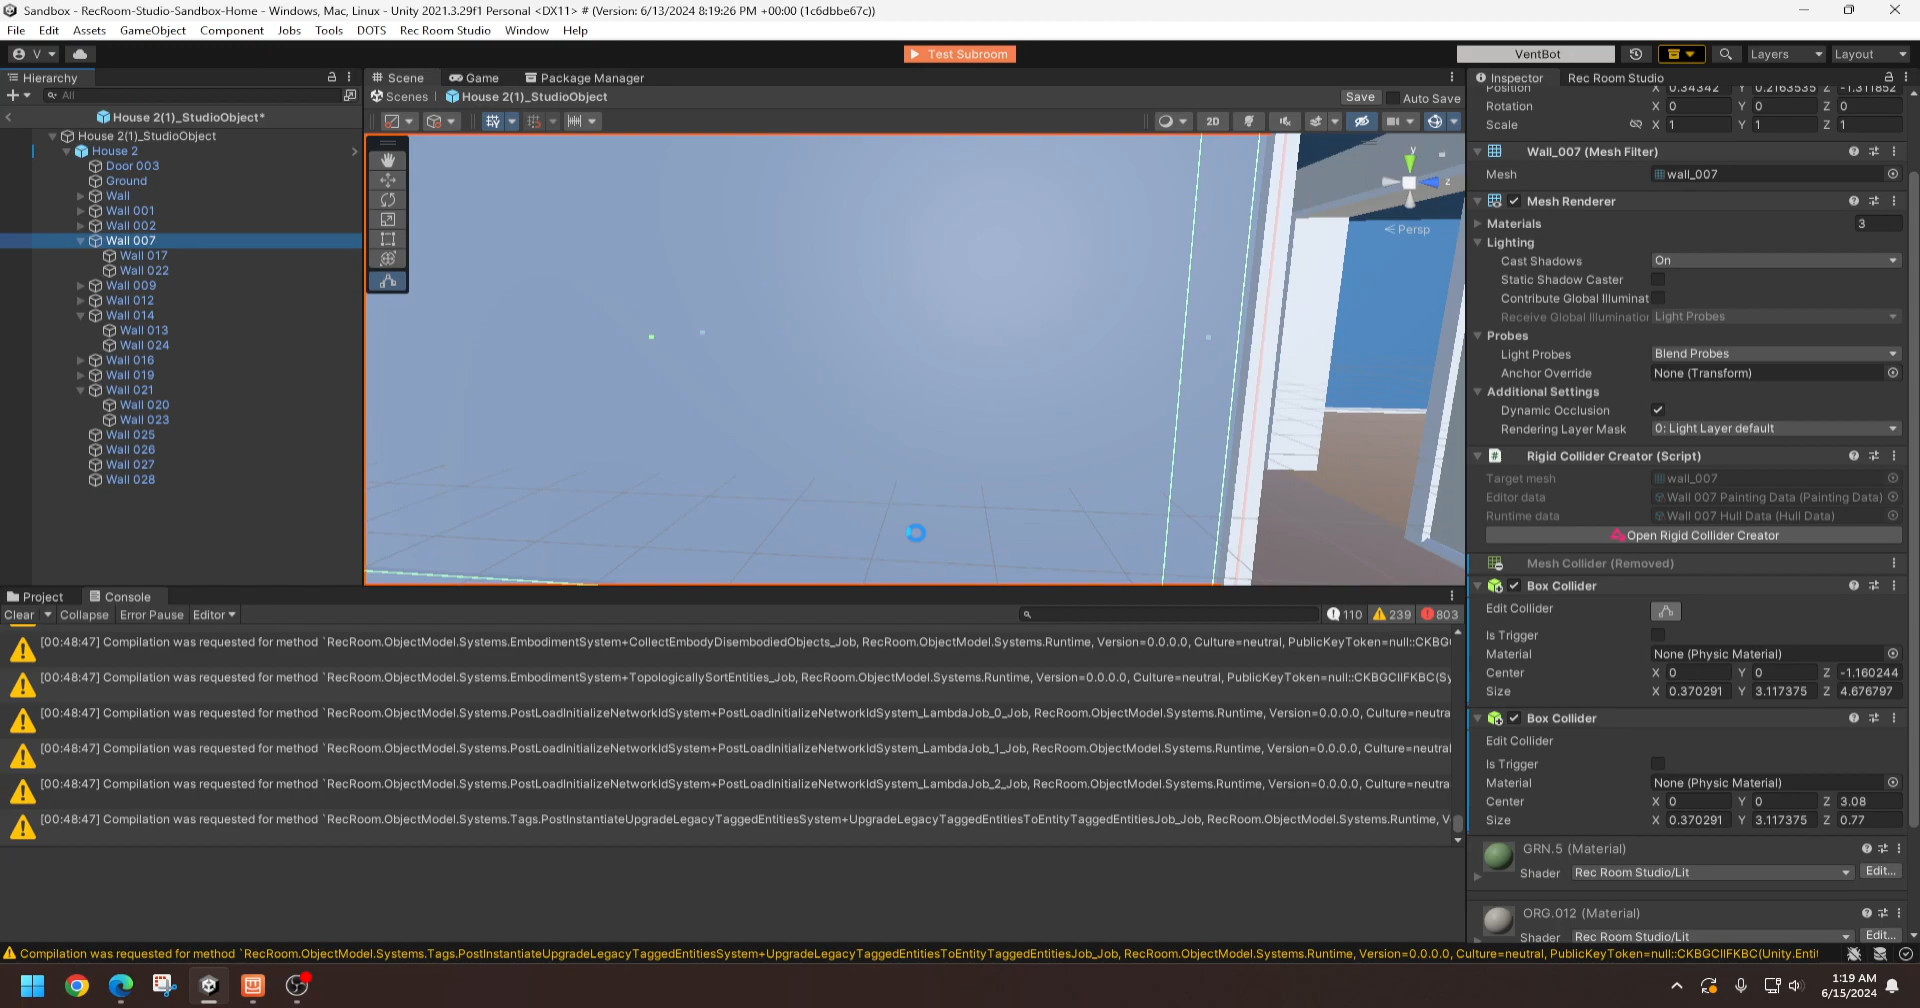 Sandbox - RecRoom-Studio-Sandbox-Home - Windows, Mac, Linux - Unity 2021.3.29f1 Personal <DX11> # (Version: 6/13/2024 8:19:26 PM +00:00 (1c6dbbe67c))
File Edit Assets GameObject Component Jobs Tools DOTS Rec Room Studio Window Help
V
Test Subroom
VentBot
Layers
Layout
Hierarchy
Scene
Game
Package Manager
Inspector
Rec Room Studio
All
Scenes
House 2(1)_StudioObject
Save
Auto Save
House 2(1)_StudioObject*
2D
House 2(1)_StudioObject
House 2
Door 003
Ground
Wall
Wall 001
Wall 002
Wall 007
Wall 017
Wall 022
Wall 009
Wall 012
Wall 014
Wall 013
Wall 024
Wall 016
Wall 019
Wall 021
Wall 020
Wall 023
Wall 025
Wall 026
Wall 027
Wall 028
y
z
Persp
Position X 0.34342 Y 0.2163535 Z -1.311852
Rotation X 0 Y 0 Z 0
Scale X 1 Y 1 Z 1
Wall_007 (Mesh Filter)
Mesh wall_007
Mesh Renderer
Materials 3
Lighting
Cast Shadows On
Static Shadow Caster
Contribute Global Illuminat
Receive Global Illumination Light Probes
Probes
Light Probes Blend Probes
Anchor Override None (Transform)
Additional Settings
Dynamic Occlusion
Rendering Layer Mask 0: Light Layer default
Rigid Collider Creator (Script)
Target mesh wall_007
Editor data Wall 007 Painting Data (Painting Data)
Runtime data Wall 007 Hull Data (Hull Data)
Open Rigid Collider Creator
Mesh Collider (Removed)
Box Collider
Edit Collider
Is Trigger
Material None (Physic Material)
Center X 0 Y 0 Z -1.160244
Size X 0.370291 Y 3.117375 Z 4.676797
Box Collider
Edit Collider
Is Trigger
Material None (Physic Material)
Center X 0 Y 0 Z 3.08
Size X 0.370291 Y 3.117375 Z 0.77
GRN.5 (Material)
Shader Rec Room Studio/Lit Edit...
ORG.012 (Material)
Shader Rec Room Studio/Lit Edit...
Project
Console
Clear Collapse Error Pause Editor
110 239 803
[00:48:47] Compilation was requested for method `RecRoom.ObjectModel.Systems.EmbodimentSystem+CollectEmbodyDisembodiedObjects_Job, RecRoom.ObjectModel.Systems.Runtime, Version=0.0.0.0, Culture=neutral, PublicKeyToken=null::CKBG
[00:48:47] Compilation was requested for method `RecRoom.ObjectModel.Systems.EmbodimentSystem+TopologicallySortEntities_Job, RecRoom.ObjectModel.Systems.Runtime, Version=0.0.0.0, Culture=neutral, PublicKeyToken=null::CKBGCIIFKBC(Sy
[00:48:47] Compilation was requested for method `RecRoom.ObjectModel.Systems.PostLoadInitializeNetworkIdSystem+PostLoadInitializeNetworkIdSystem_LambdaJob_0_Job, RecRoom.ObjectModel.Systems.Runtime, Version=0.0.0.0, Culture=neutra
[00:48:47] Compilation was requested for method `RecRoom.ObjectModel.Systems.PostLoadInitializeNetworkIdSystem+PostLoadInitializeNetworkIdSystem_LambdaJob_1_Job, RecRoom.ObjectModel.Systems.Runtime, Version=0.0.0.0, Culture=neutral
[00:48:47] Compilation was requested for method `RecRoom.ObjectModel.Systems.PostLoadInitializeNetworkIdSystem+PostLoadInitializeNetworkIdSystem_LambdaJob_2_Job, RecRoom.ObjectModel.Systems.Runtime, Version=0.0.0.0, Culture=neutra
[00:48:47] Compilation was requested for method `RecRoom.ObjectModel.Systems.Tags.PostInstantiateUpgradeLegacyTaggedEntitiesSystem+UpgradeLegacyTaggedEntitiesToEntityTaggedEntitiesJob_Job, RecRoom.ObjectModel.Systems.Runtime, V
Compilation was requested for method `RecRoom.ObjectModel.Systems.Tags.PostInstantiateUpgradeLegacyTaggedEntitiesSystem+UpgradeLegacyTaggedEntitiesToEntityTaggedEntitiesJob_Job, RecRoom.ObjectModel.Systems.Runtime, Version=0.0.0.0, Culture=neutral, PublicKeyToken=null::CKBGCIIFKBC(Unity.Enti
1:19 AM
6/15/2024